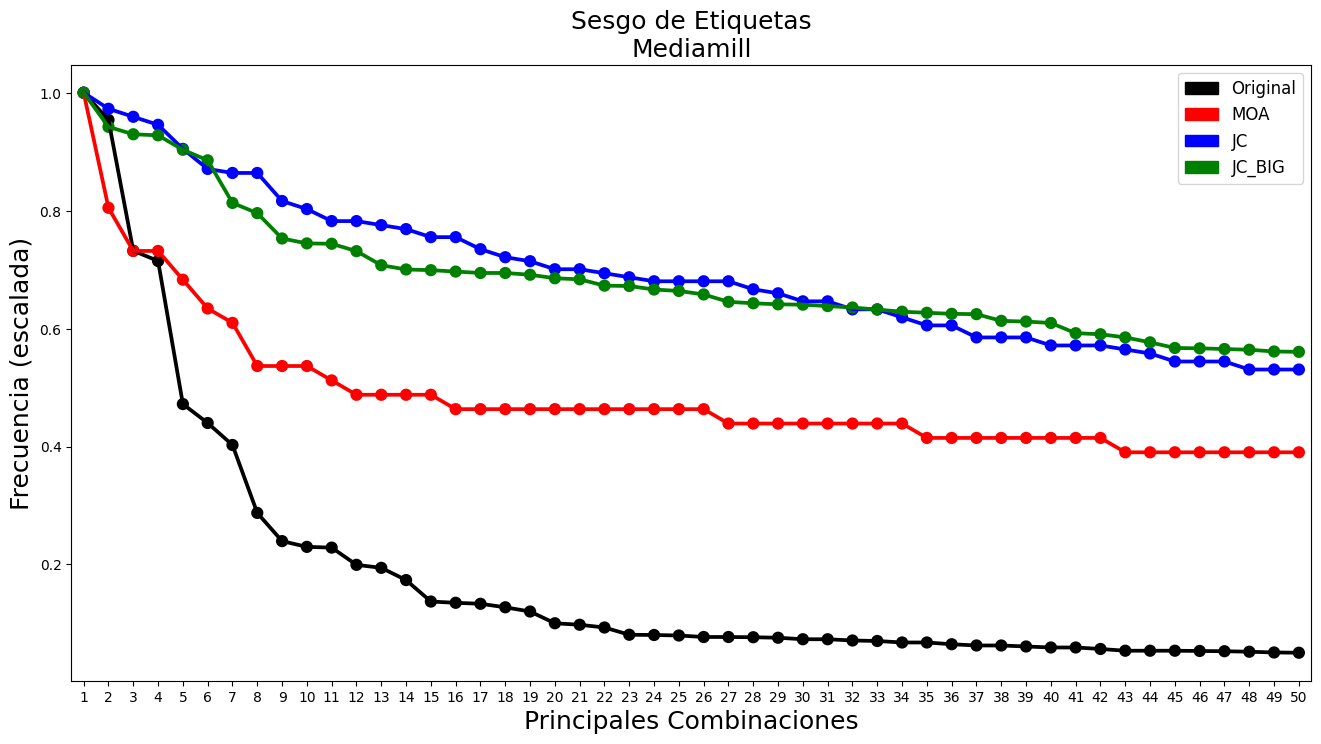 Sesgo de Etiquetas
Mediamill
Original
MOA
JC
JC_BIG
Frecuencia (escalada)
1.0
0.8
0.6
0.4
0.2
1 2 3 4 5 6 7 8 9 10 11 12 13 14 15 16 17 18 19 20 21 22 23 24 25 26 27 28 29 30 31 32 33 34 35 36 37 38 39 40 41 42 43 44 45 46 47 48 49 50
Principales Combinaciones